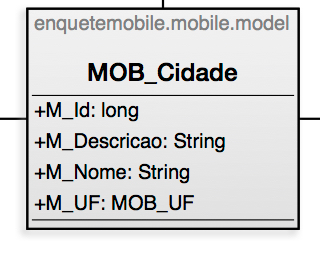 enquetemobile.mobile.model
MOB_Cidade
+M_Id: long
+M_Descricao: String
+M_Nome: String
+M_UF: MOB_UF